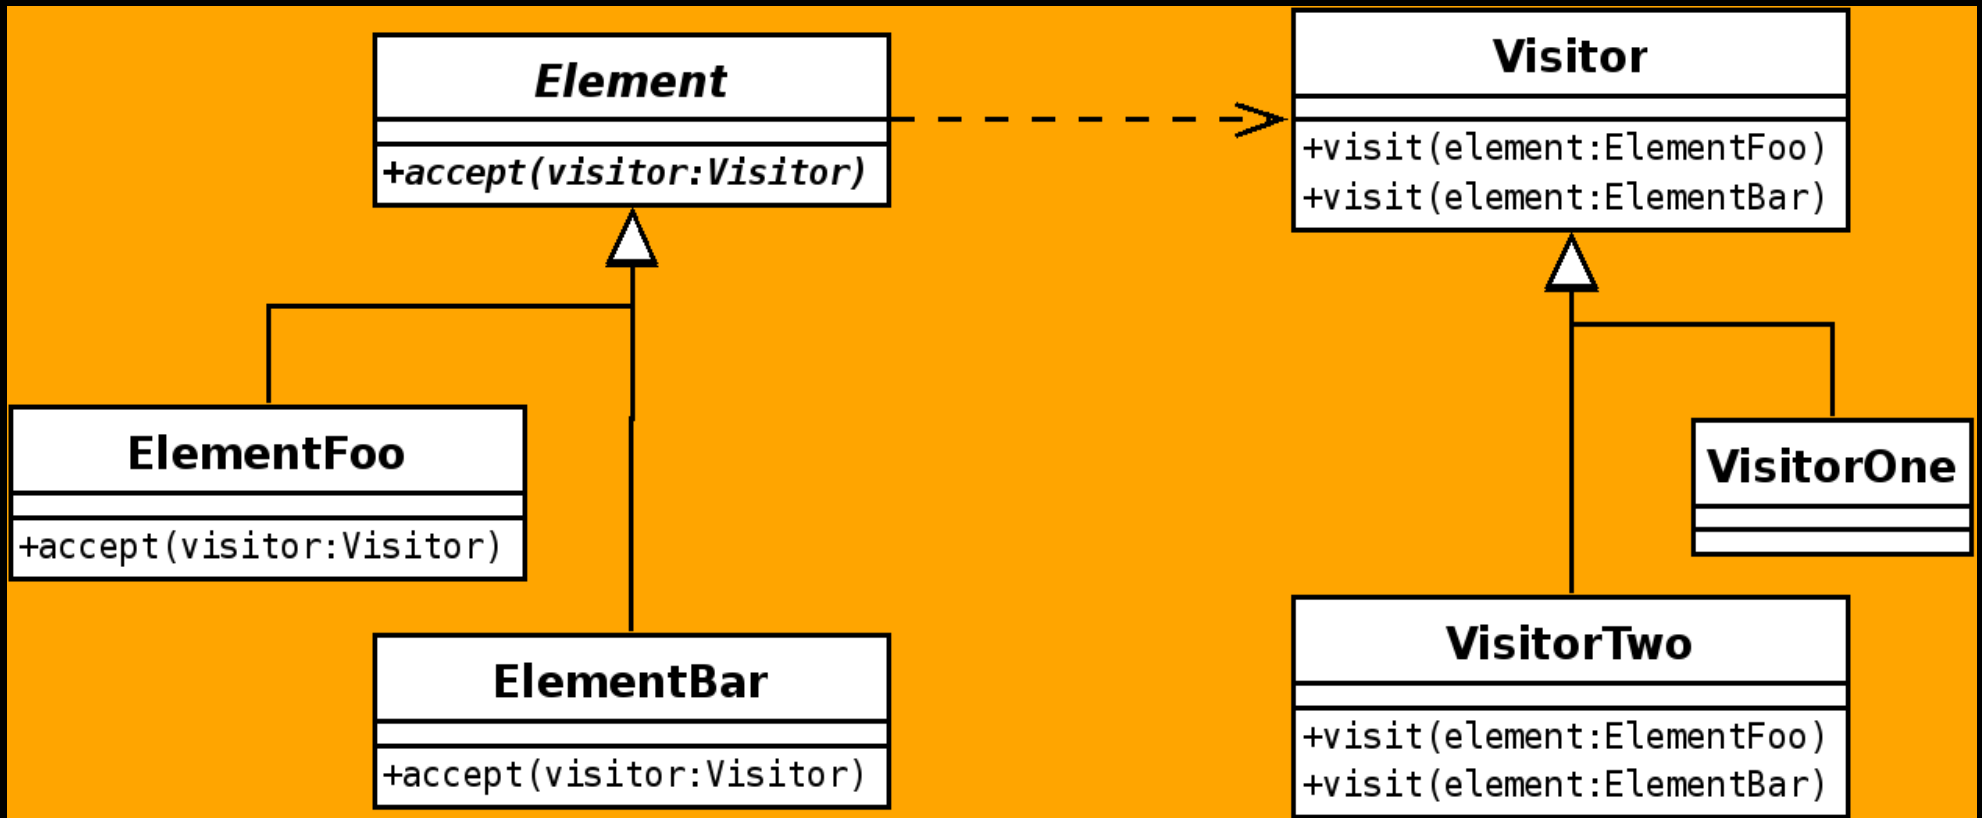 Element
+accept(visitor:Visitor)
Visitor
+visit(element:ElementFoo)
+visit(element:ElementBar)
ElementFoo
+accept(visitor:Visitor)
VisitorOne
ElementBar
+accept(visitor:Visitor)
VisitorTwo
+visit(element:ElementFoo)
+visit(element:ElementBar)